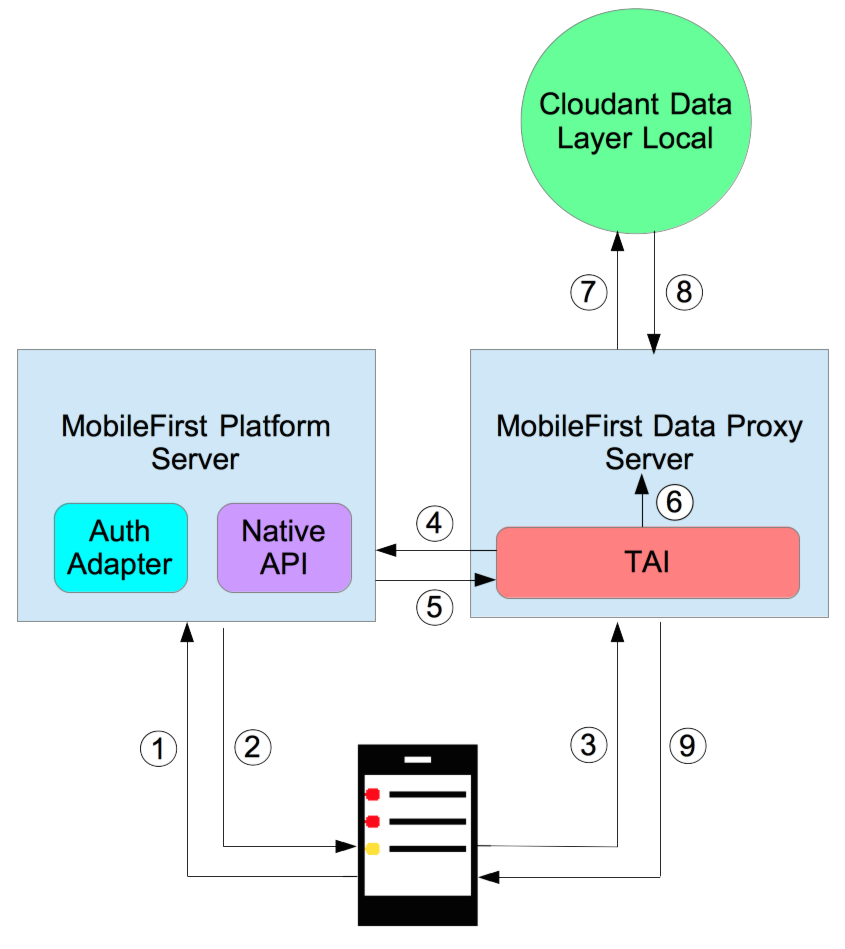 Cloudant Data
Layer Local
7
8
MobileFirst Platform
Server
MobileFirst Data Proxy
Server
6
Auth
Adapter
Native
API
4
TAI
5
1
2
3
9